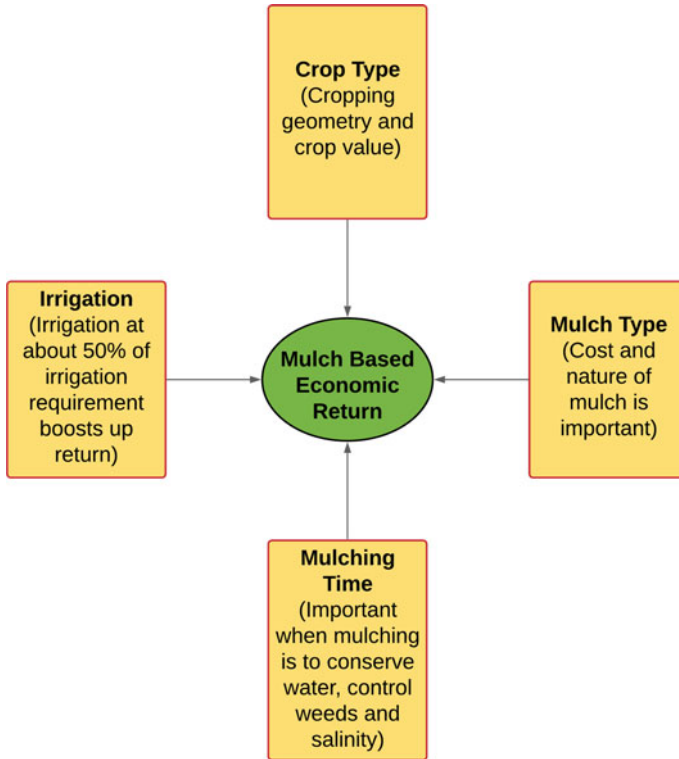 Crop Type
(Cropping
geometry and
crop value)
Irrigation
(Irrigation at
about 50% of
irrigation
requirement
boosts up
return)
Mulch Based
Economic
Return
Mulch Type
(Cost and
nature of
mulch is
important)
Mulching
Time
(Important
when mulching
is to conserve
water, control
weeds and
salinity)